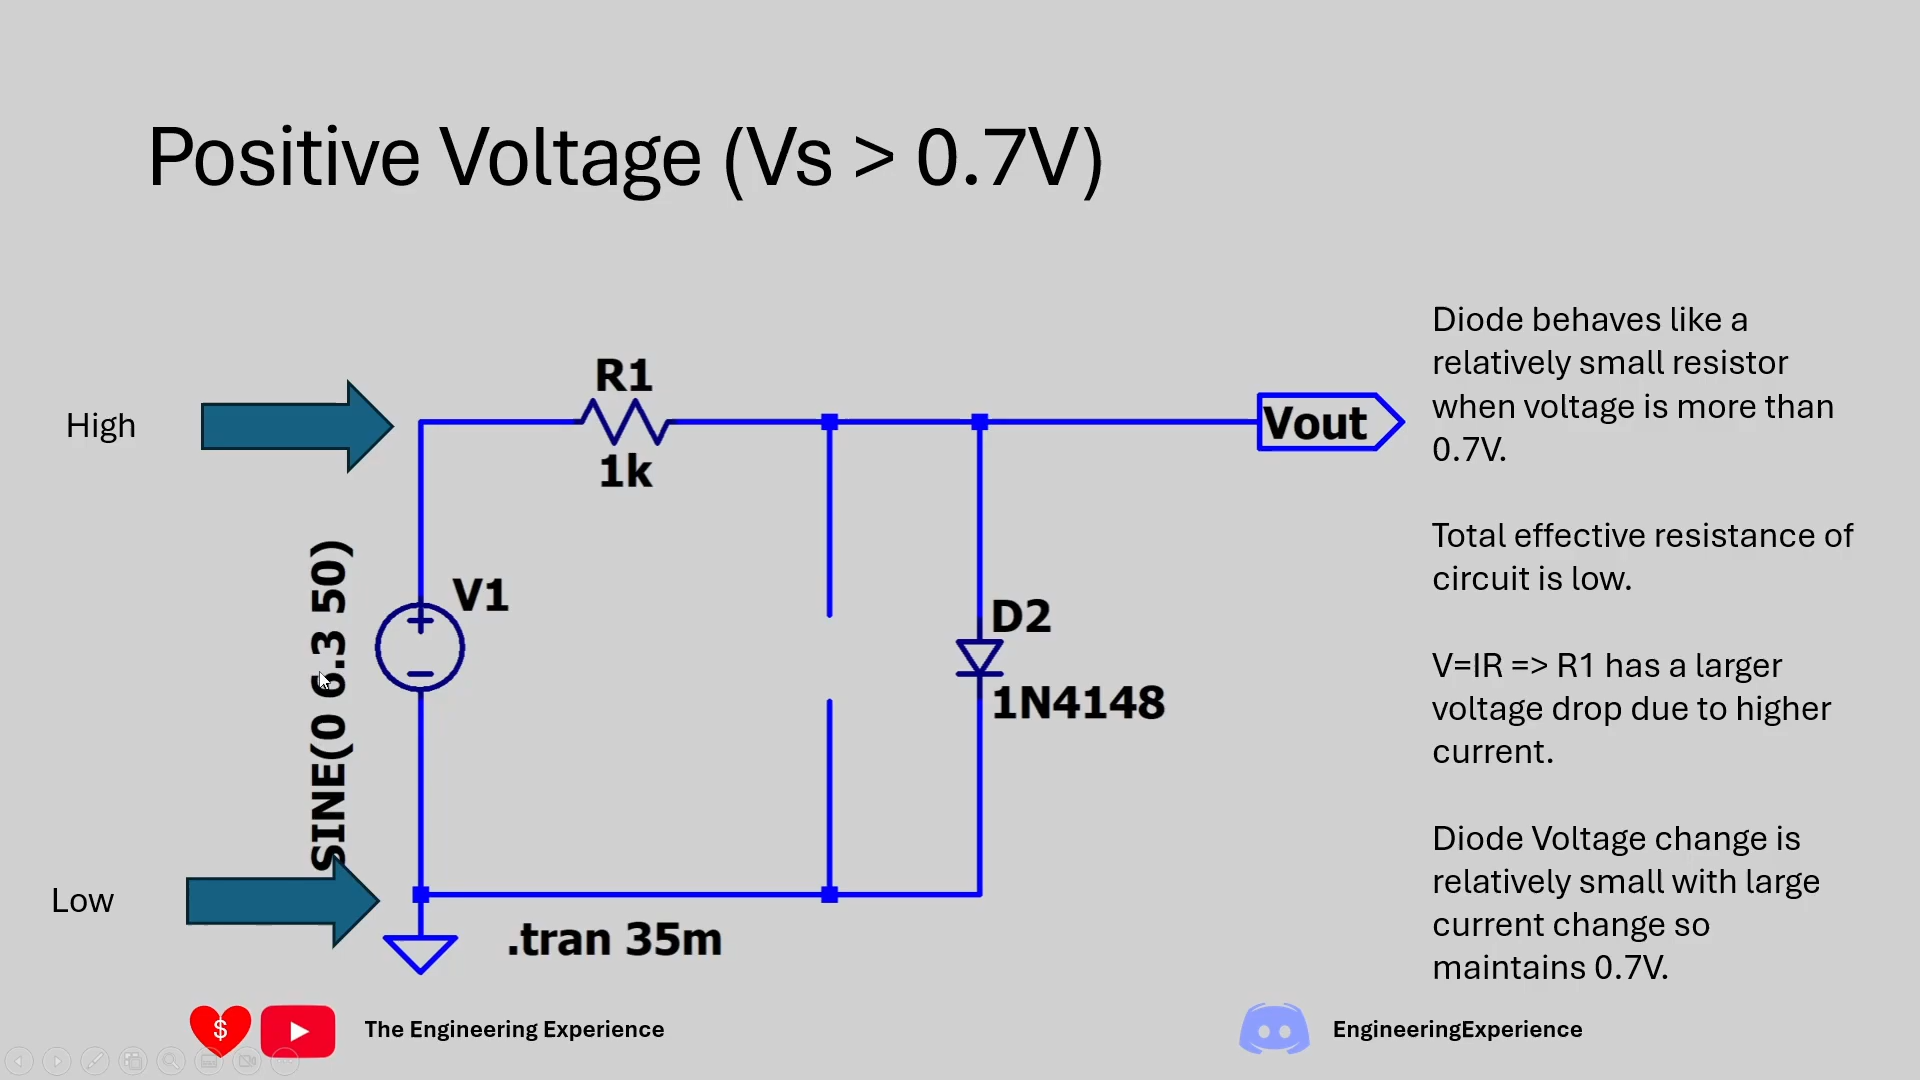 Positive Voltage (Vs > 0.7V)
High
Low
R1
1k
V1
SINE(0 6.3 50)
D2
1N4148
Vout
.tran 35m
Diode behaves like a
relatively small resistor
when voltage is more than
0.7V.
Total effective resistance of
circuit is low.
V=IR => R1 has a larger
voltage drop due to higher
current.
Diode Voltage change is
relatively small with large
current change so
maintains 0.7V.
$
The Engineering Experience
EngineeringExperience